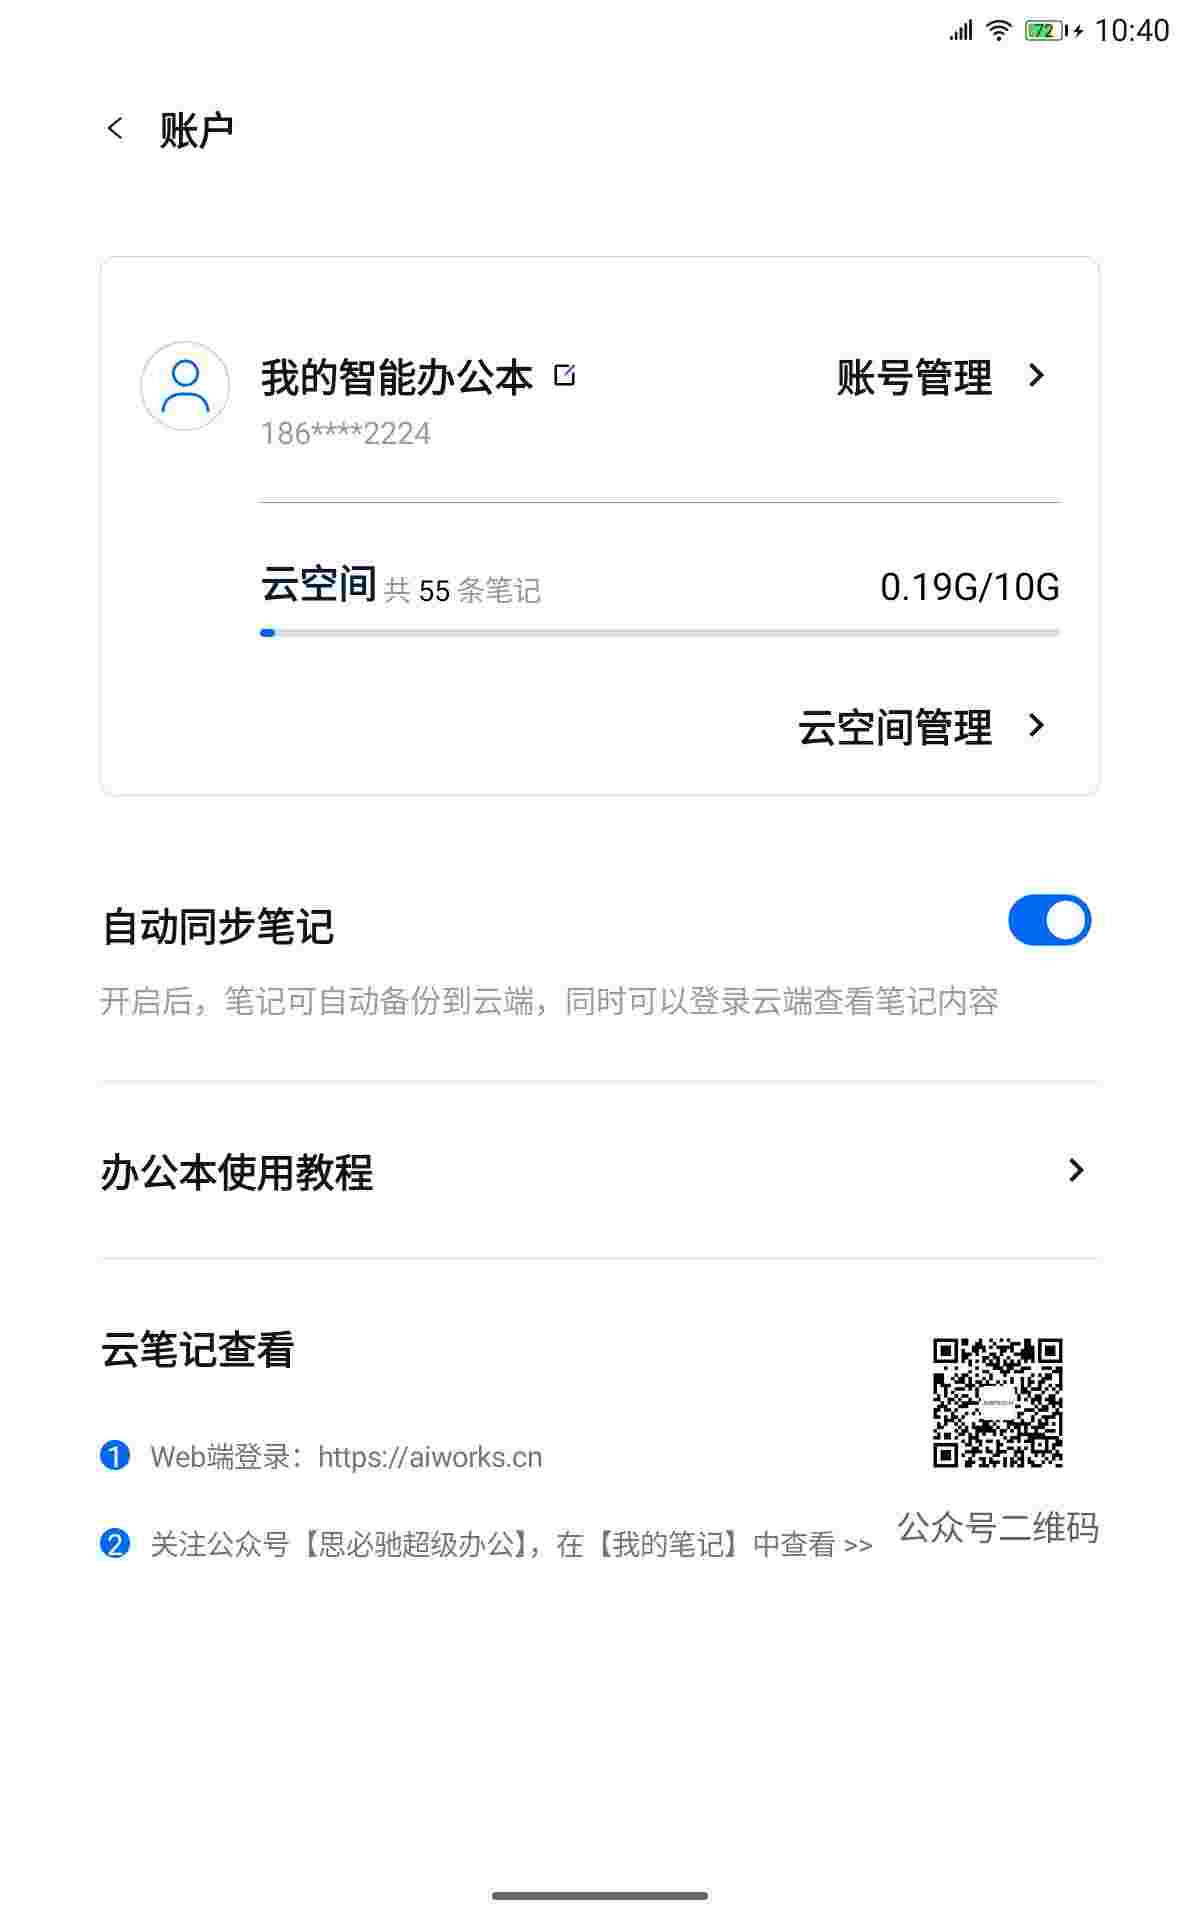 72 10:40
账户
我的智能办公本 账号管理
186****2224
云空间 共 55 条笔记 0.19G/10G
云空间管理
自动同步笔记
开启后，笔记可自动备份到云端，同时可以登录云端查看笔记内容
办公本使用教程
云笔记查看
1 Web端登录：https://aiworks.cn
2 关注公众号【思必驰超级办公】，在【我的笔记】中查看 >>
公众号二维码